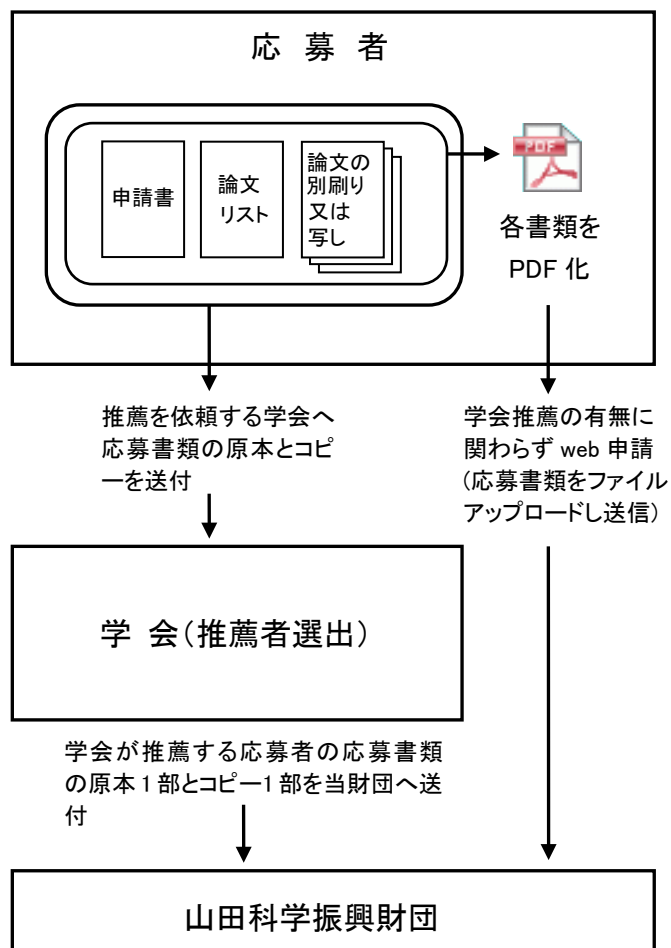 応 募 者
申請書
論文
リスト
論文の
別刷り
又は
写し
PDF
各書類を
PDF 化
推薦を依頼する学会へ
応募書類の原本とコピ
ーを送付
学会推薦の有無に
関わらず web 申請
(応募書類をファイル
アップロードし送信)
学 会(推薦者選出)
学会が推薦する応募者の応募書類
の原本 1 部とコピー1 部を当財団へ送
付
山田科学振興財団